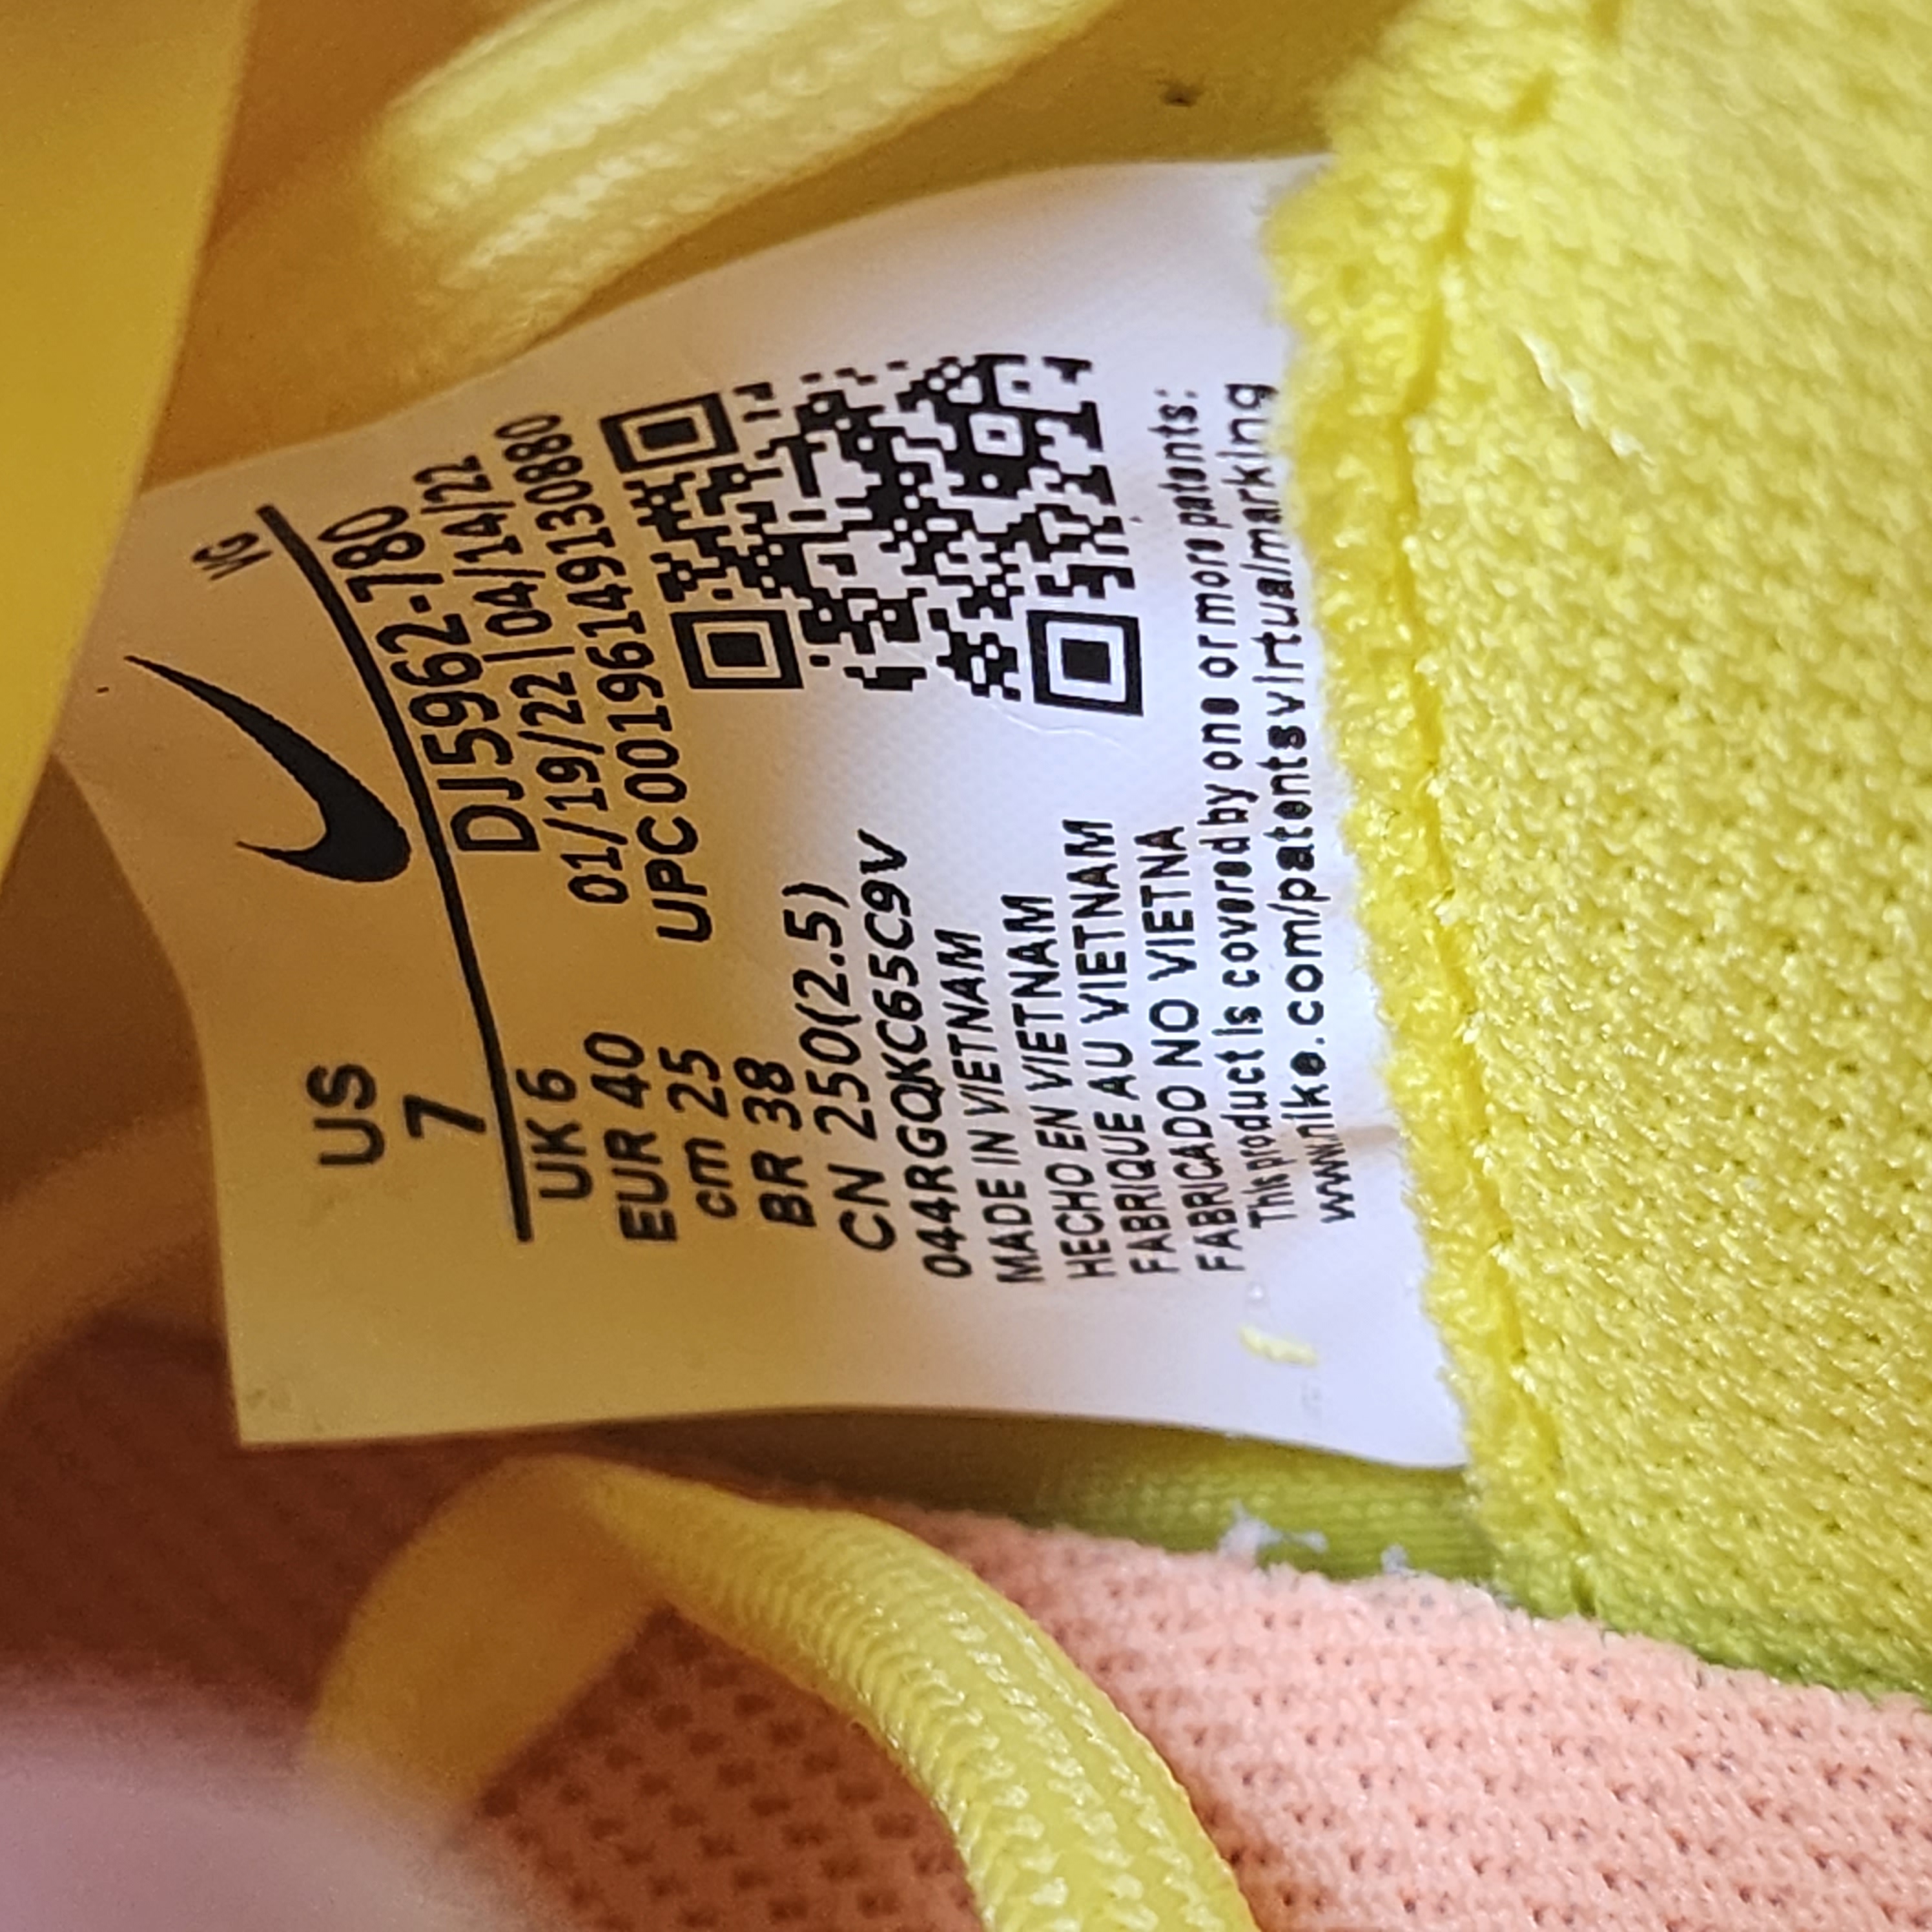 VG
US
7
DJ5962-780
01/19/22 | 04/14/22
UPC 00196149130880
UK 6
EUR 40
cm 25
BR 38
CN 250(2.5)
044RGQKC65C9V
MADE IN VIETNAM
HECHO EN VIETNAM
FABRIQUE AU VIETNAM
FABRICADO NO VIETNA
This product is covered by one or more patents:
www.nike.com/patentsvirtual/marking